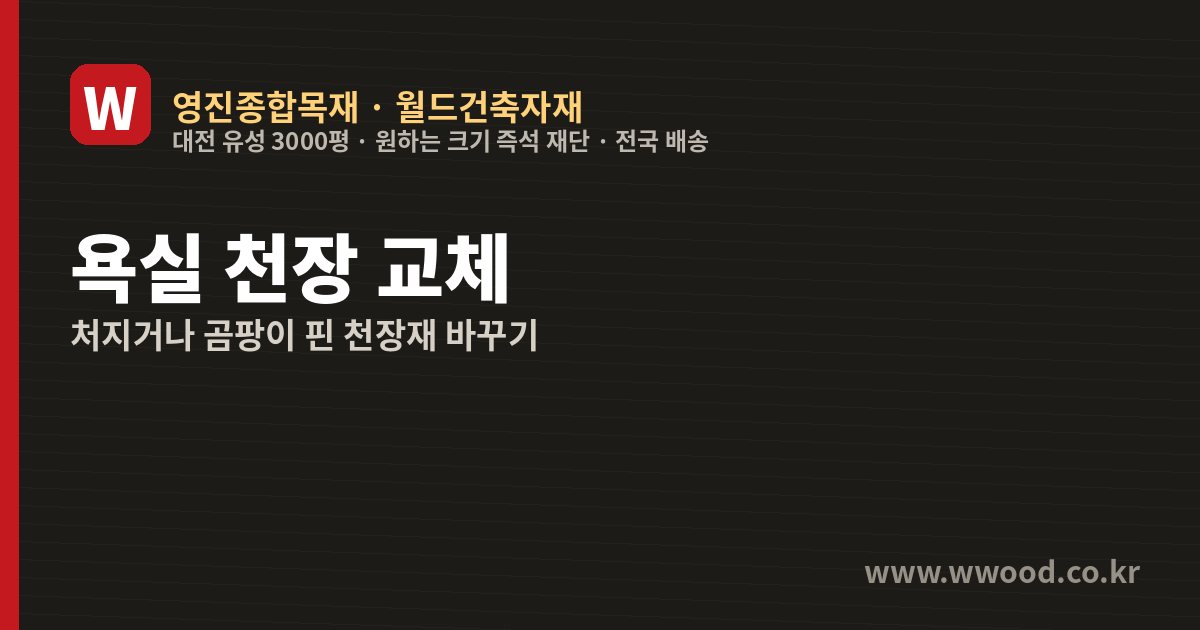 W
영진종합목재 · 월드건축자재
대전 유성 3000평 · 원하는 크기 즉석 재단 · 전국 배송
욕실 천장 교체
처지거나 곰팡이 핀 천장재 바꾸기
www.wwood.co.kr